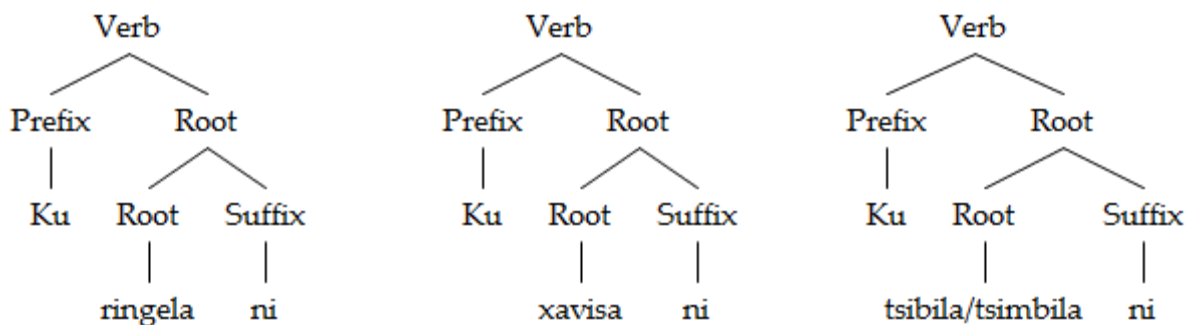 Verb Verb Verb
Prefix Root Prefix Root Prefix Root
Ku Root Suffix Ku Root Suffix Ku Root Suffix
ringela ni xavisa ni tsibila/tsimbila ni